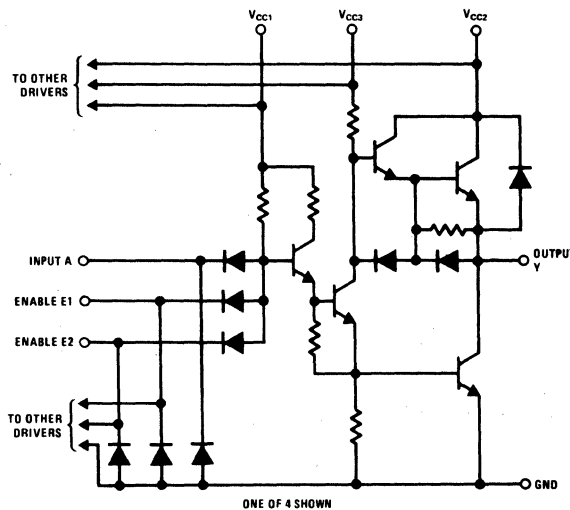 VCC1 VCC3 VCC2
TO OTHER
DRIVERS
INPUT A
OUTPUT
Y
ENABLE E1
ENABLE E2
TO OTHER
DRIVERS
GND
ONE OF 4 SHOWN